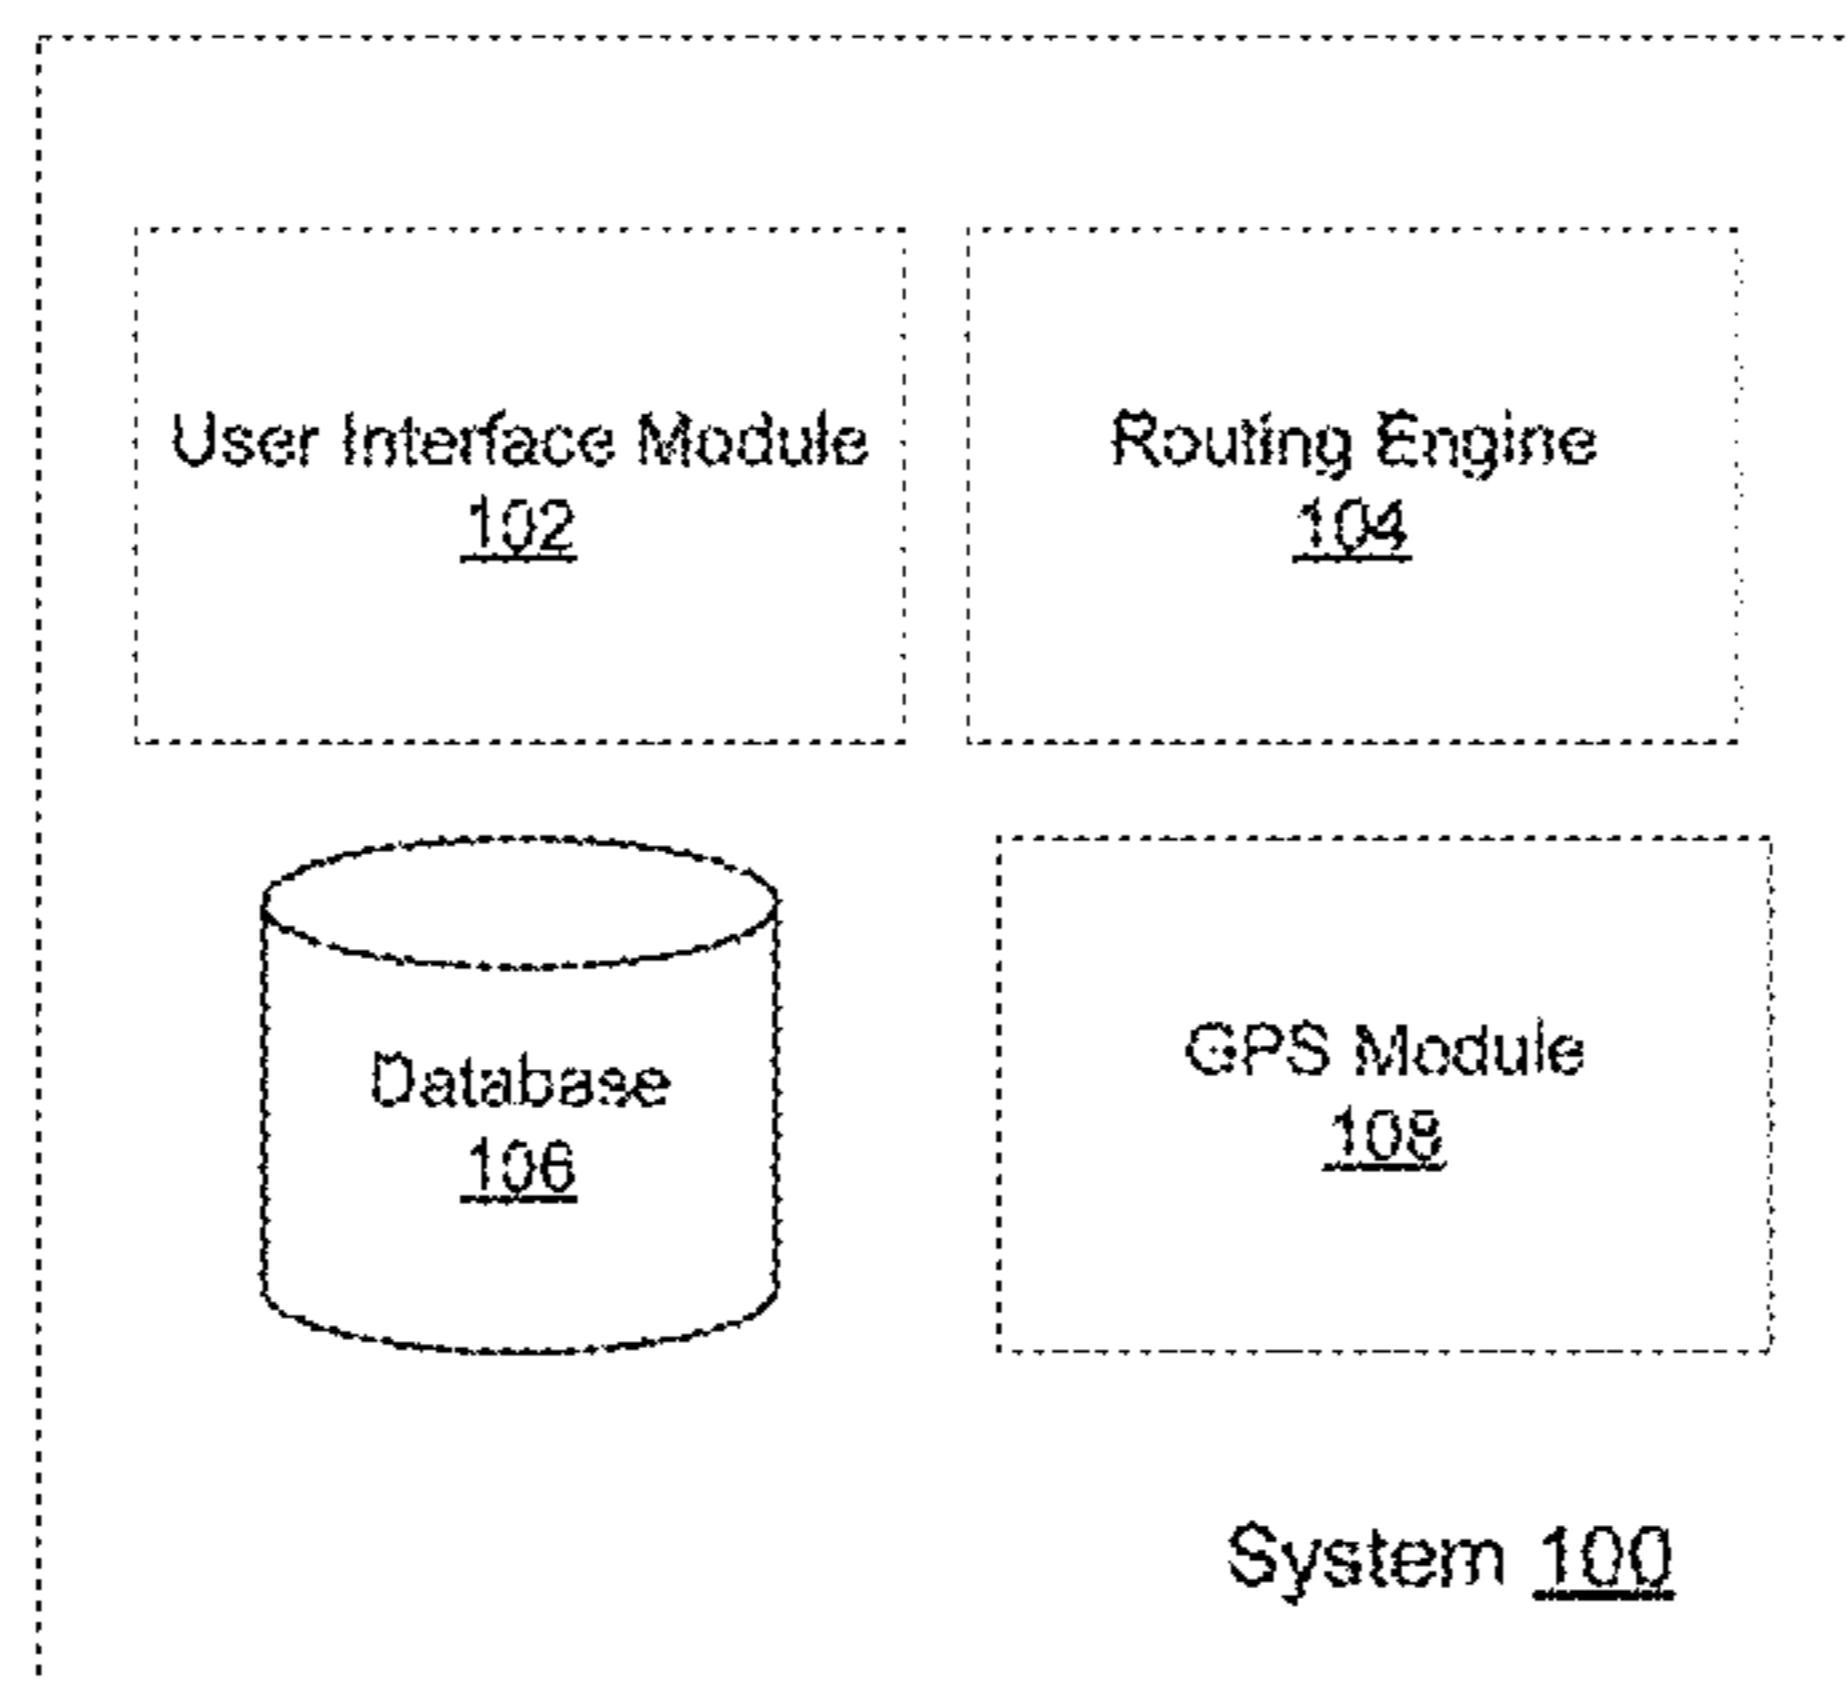 User Interface Module
102
Routing Engine
104
Database
106
GPS Module
108
System 100